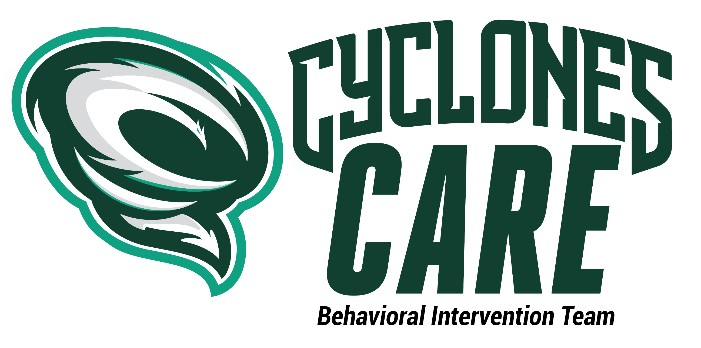 CYCLONES
CARE
Behavioral Intervention Team